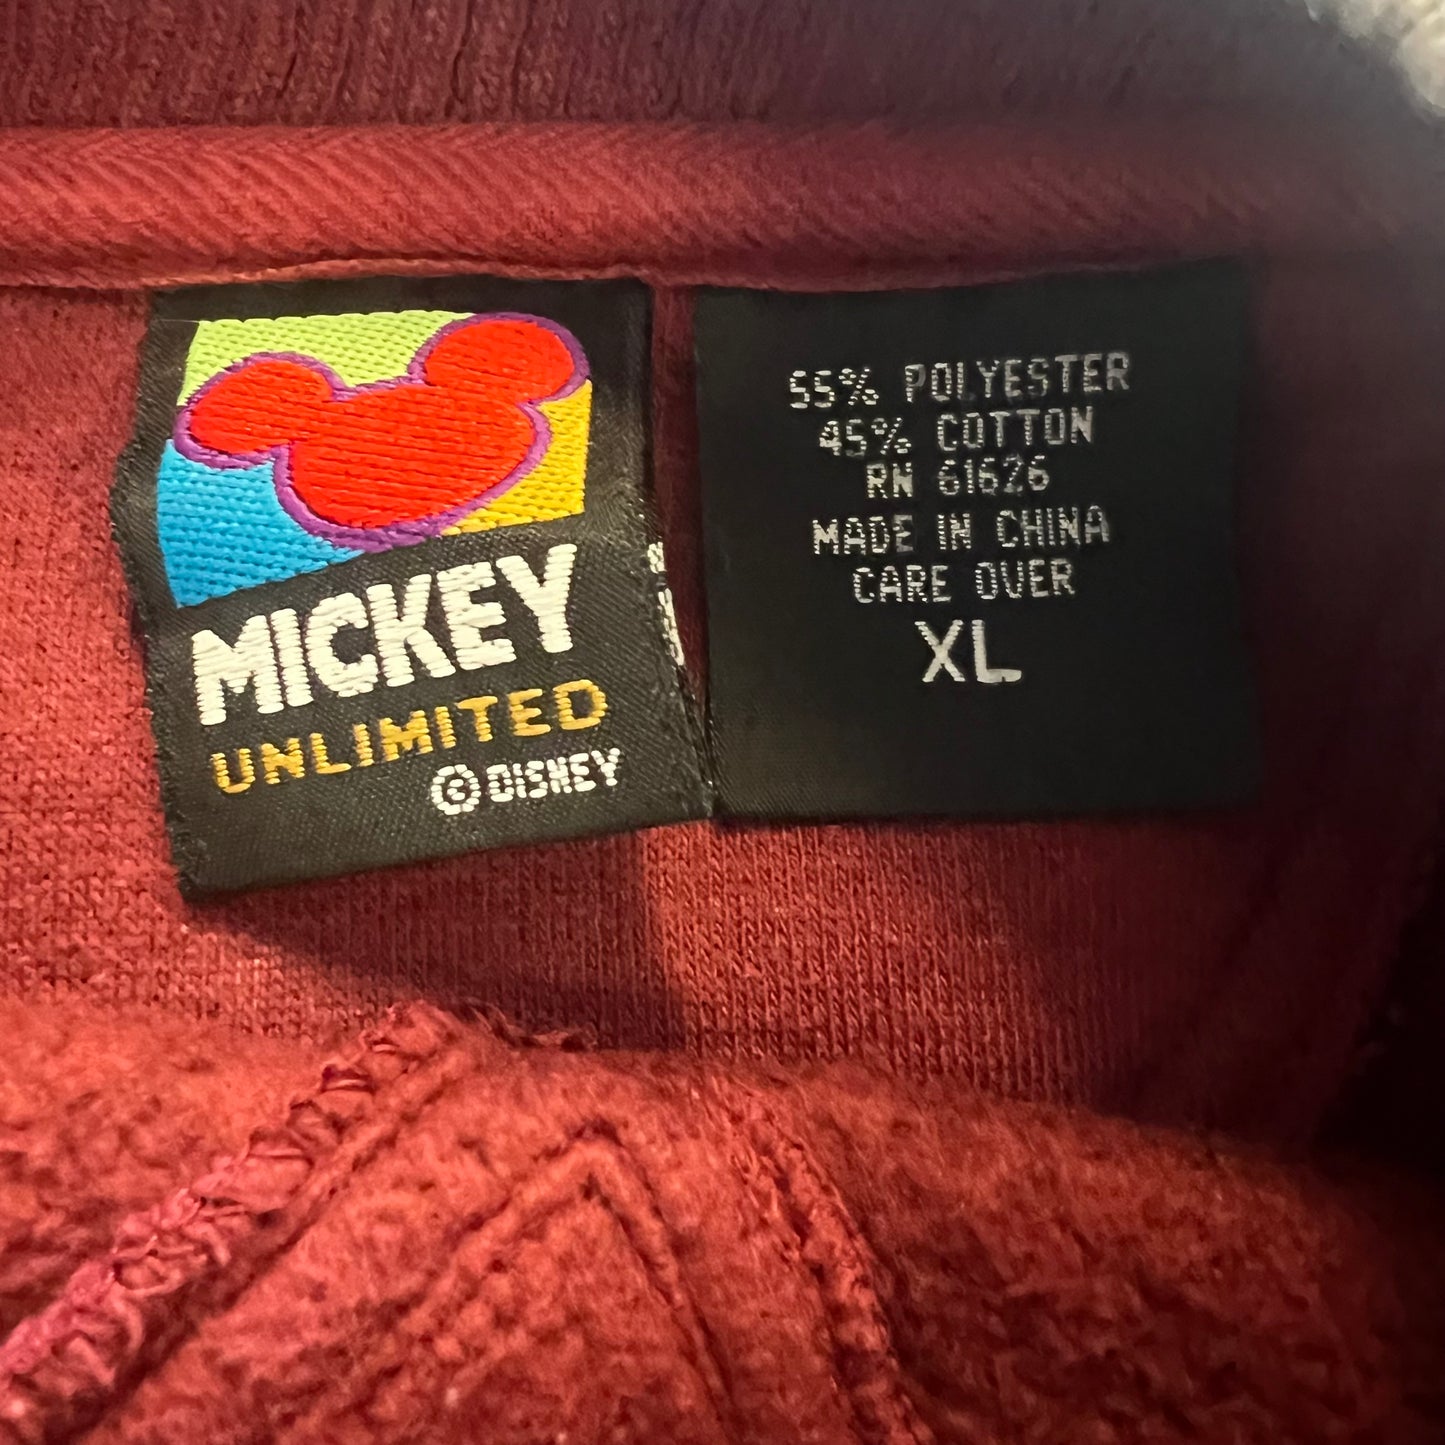 MICKEY
UNLIMITED
©DISNEY
55% POLYESTER
45% COTTON
RN 61626
MADE IN CHINA
CARE OVER
XL